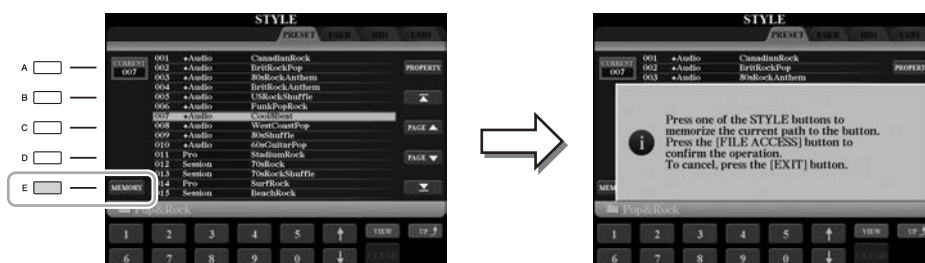 STYLE
PRESET USER HD1 USB1
CURRENT
007
001 +Audio CanadianRock
002 +Audio BritRockPop
003 +Audio 80sRockAnthem
004 +Audio BritRockAnthem
005 +Audio USRockShuffle
006 +Audio FunkPopRock
007 +Audio Cool8Beat
008 +Audio WestCoastPop
009 +Audio 80sShuffle
010 +Audio 60sGuitarPop
011 Pro StadiumRock
012 Session 70sRock
013 Session 70sRockShuffle
014 Pro SurfRock
015 Session BeachRock
PROPERTY
PAGE
PAGE
A
B
C
D
E
MEMORY
Pop&Rock
1 2 3 4 5 VIEW UP
6 7 8 9 0
STYLE
PRESET USER HD1 USB1
CURRENT
007
001 +Audio CanadianRock
002 +Audio BritRockPop
003 +Audio 80sRockAnthem
PROPERT
Press one of the STYLE buttons to
memorize the current path to the button.
Press the [FILE ACCESS] button to
confirm the operation.
To cancel, press the [EXIT] button.
MEM
Pop&Rock
1 2 3 4 5 VIEW UP
6 7 8 9 0